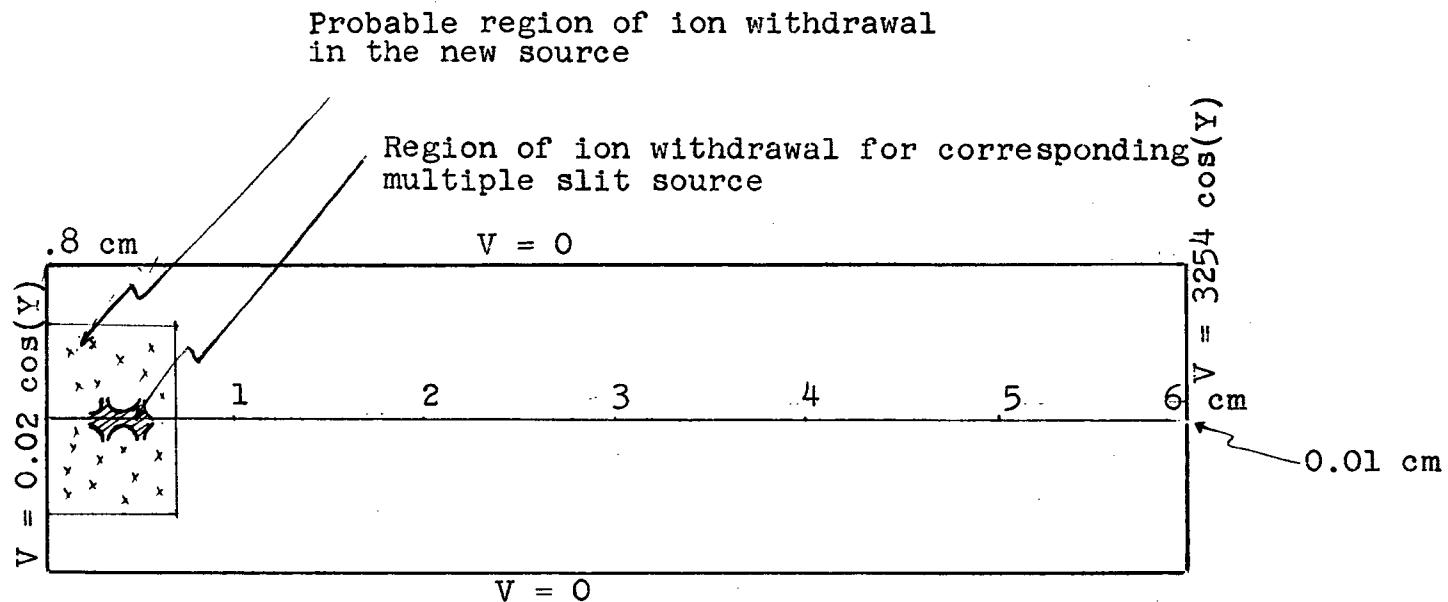 Probable region of ion withdrawal
in the new source
Region of ion withdrawal for corresponding
multiple slit source
.8 cm
V = 0
V = 0.02 cos(Y)
V = 3254 cos(Y)
1
2
3
4
5
6 cm
0.01 cm
V = 0